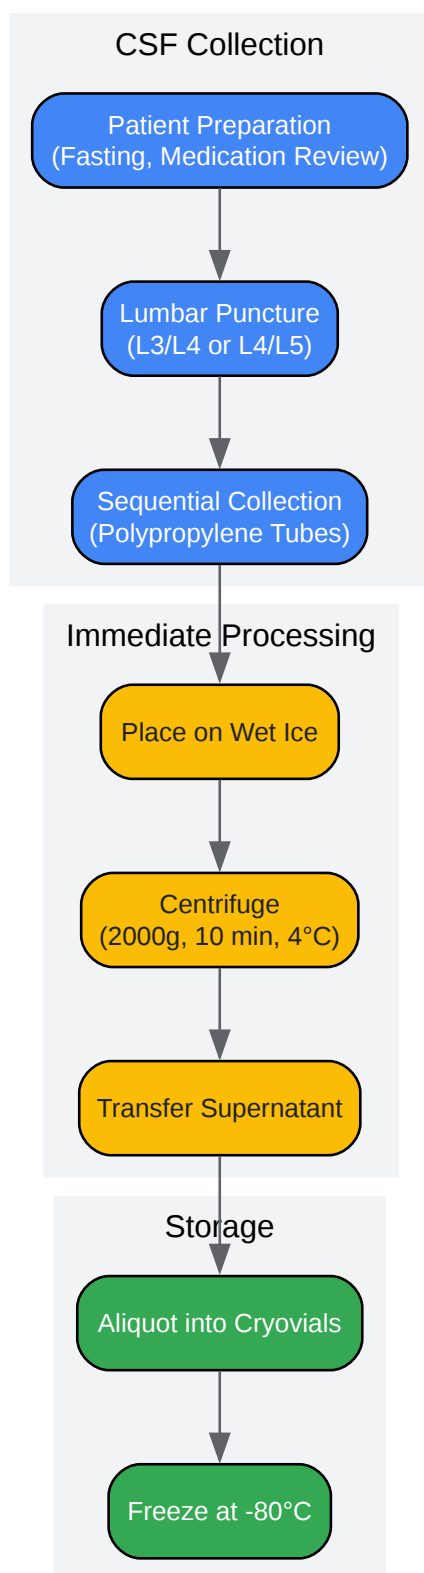 CSF Collection
Patient Preparation
(Fasting, Medication Review)
Lumbar Puncture
(L3/L4 or L4/L5)
Sequential Collection
(Polypropylene Tubes)
Immediate Processing
Place on Wet Ice
Centrifuge
(2000g, 10 min, 4°C)
Transfer Supernatant
Storage
Aliquot into Cryovials
Freeze at -80°C